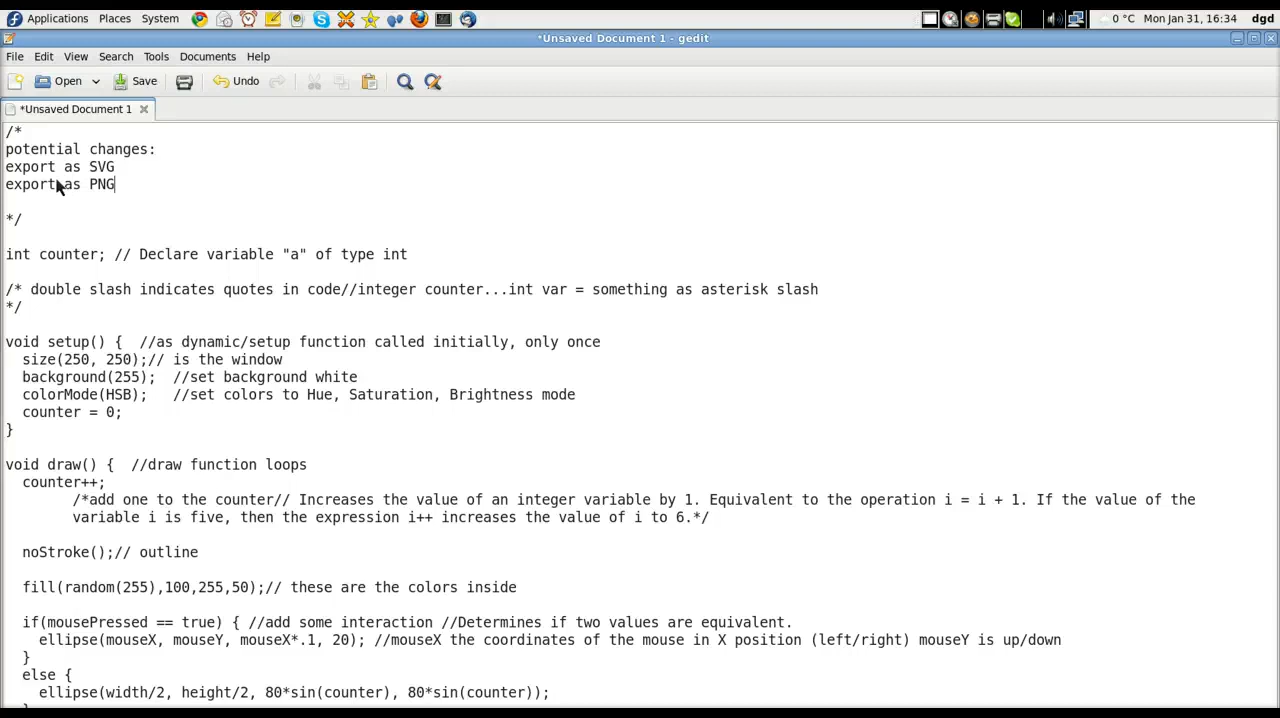 Applications Places System 0 °C Mon Jan 31, 16:34 dgd
*Unsaved Document 1 - gedit
File Edit View Search Tools Documents Help
Open Save Undo
*Unsaved Document 1
/*
potential changes:
export as SVG
export as PNG
*/
int counter; // Declare variable "a" of type int
/* double slash indicates quotes in code//integer counter...int var = something as asterisk slash
*/
void setup() {  //as dynamic/setup function called initially, only once
  size(250, 250);// is the window
  background(255);  //set background white
  colorMode(HSB);   //set colors to Hue, Saturation, Brightness mode
  counter = 0;
}
void draw() {  //draw function loops
  counter++;
        /*add one to the counter// Increases the value of an integer variable by 1. Equivalent to the operation i = i + 1. If the value of the
        variable i is five, then the expression i++ increases the value of i to 6.*/
  noStroke();// outline
  fill(random(255),100,255,50);// these are the colors inside
  if(mousePressed == true) { //add some interaction //Determines if two values are equivalent.
    ellipse(mouseX, mouseY, mouseX*.1, 20); //mouseX the coordinates of the mouse in X position (left/right) mouseY is up/down
  }
  else {
    ellipse(width/2, height/2, 80*sin(counter), 80*sin(counter));